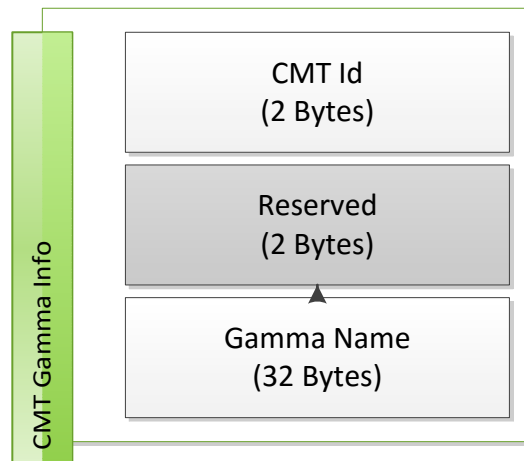 CMT Id
(2 Bytes)
Reserved
(2 Bytes)
Gamma Name
(32 Bytes)
CMT Gamma Info